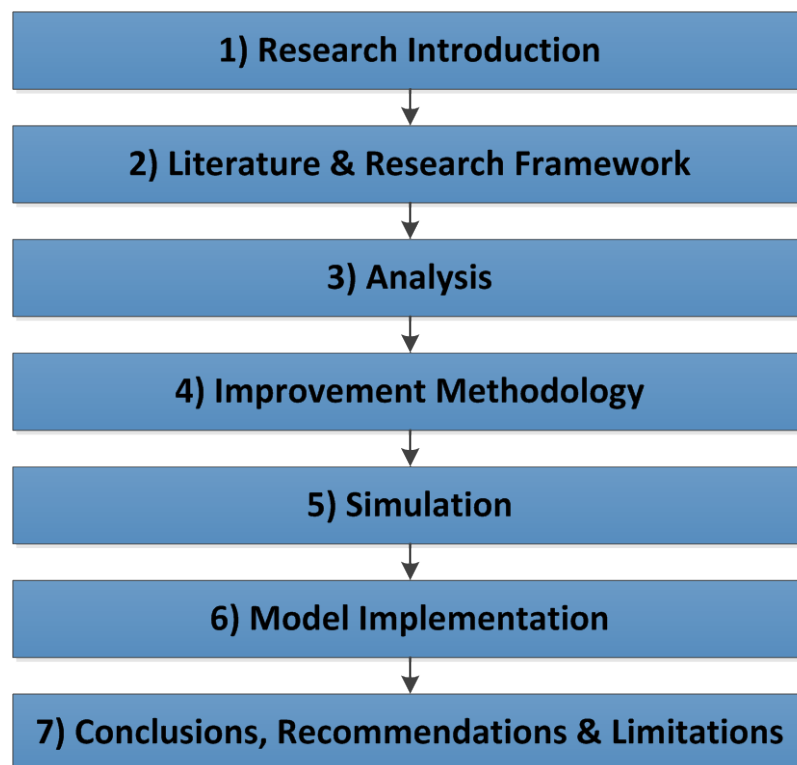 1) Research Introduction
2) Literature & Research Framework
3) Analysis
4) Improvement Methodology
5) Simulation
6) Model Implementation
7) Conclusions, Recommendations & Limitations